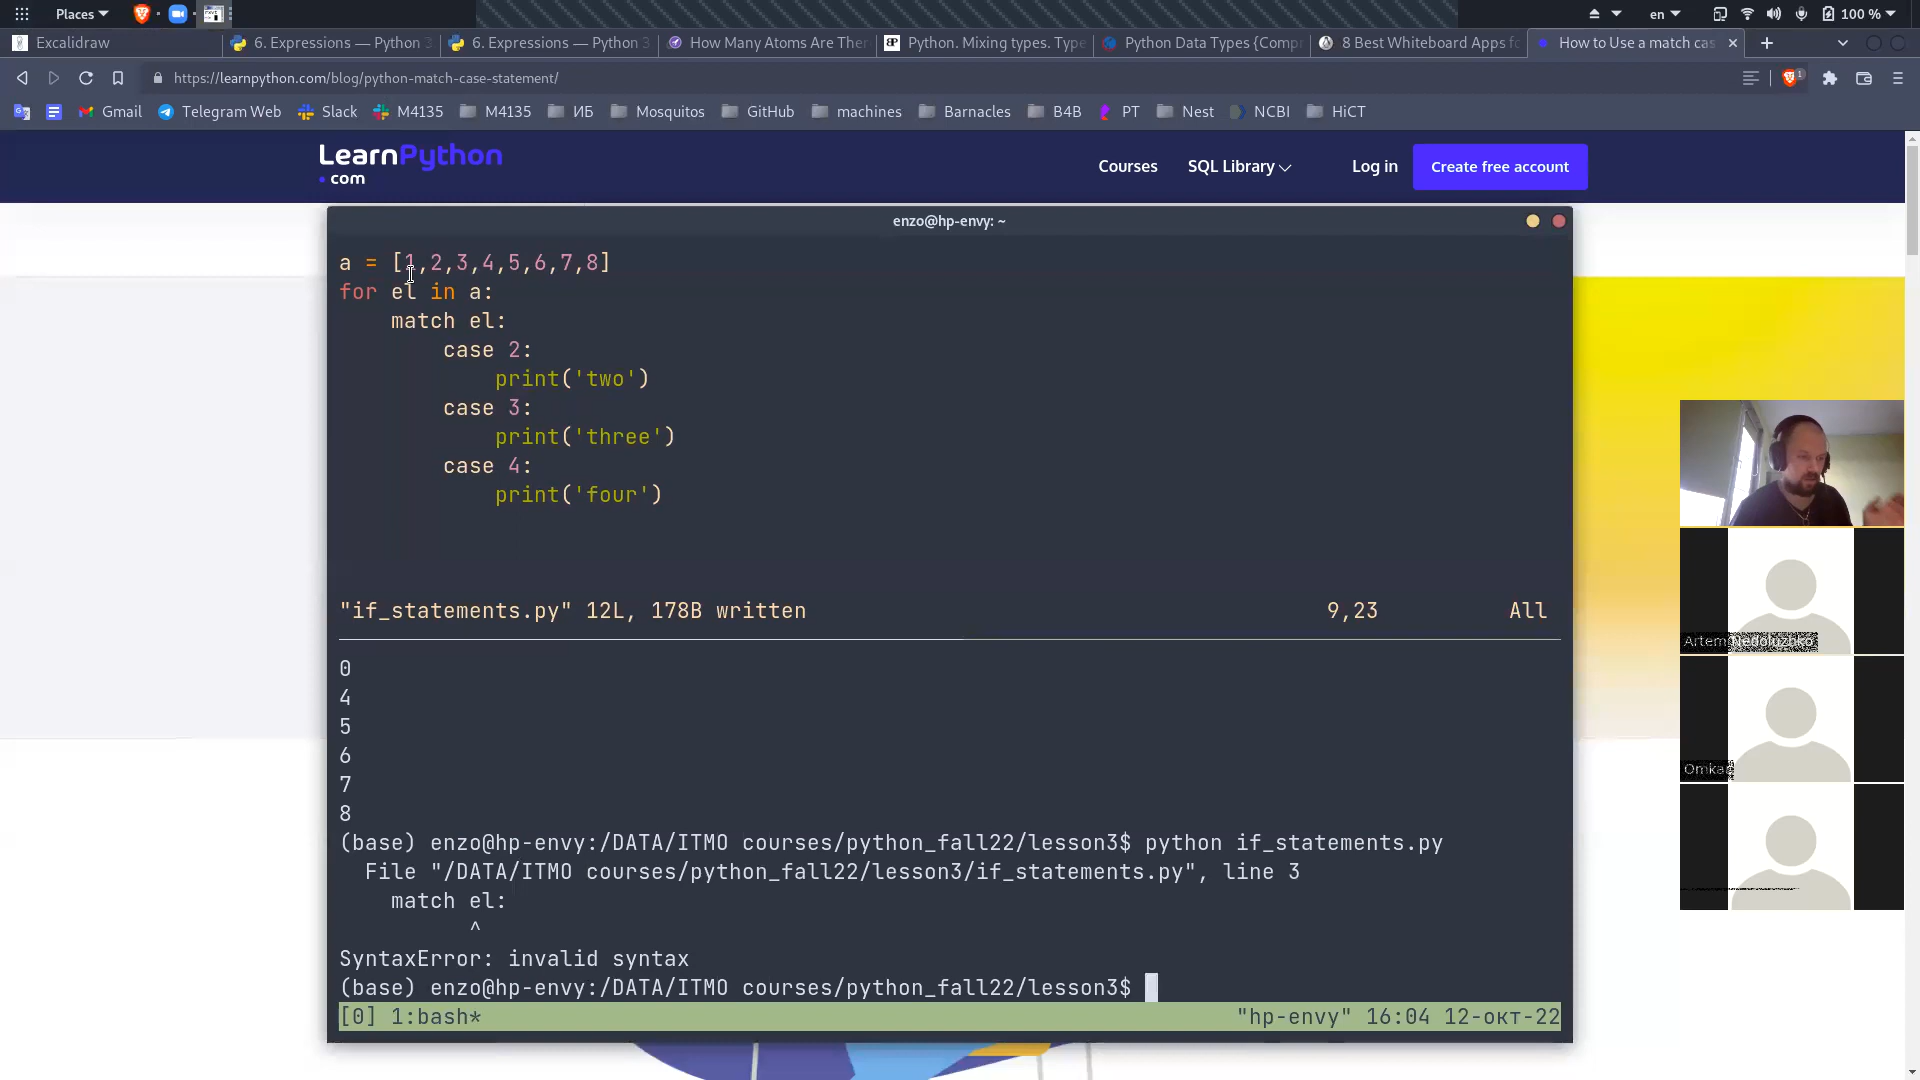 Places
en
100 %
Excalidraw
6. Expressions — Python 3
6. Expressions — Python 3
How Many Atoms Are Ther
Python. Mixing types. Type
Python Data Types {Comp
8 Best Whiteboard Apps fo
How to Use a match cas
https://learnpython.com/blog/python-match-case-statement/
1
Gmail
Telegram Web
Slack
M4135
M4135
ИБ
Mosquitos
GitHub
machines
Barnacles
B4B
PT
Nest
NCBI
HiCT
LearnPython
com
Courses
SQL Library
Log in
Create free account
enzo@hp-envy: ~
a = [1,2,3,4,5,6,7,8]
for el in a:
match el:
case 2:
print('two')
case 3:
print('three')
case 4:
print('four')
"if_statements.py" 12L, 178B written 9,23 All
0
4
5
6
7
8
(base) enzo@hp-envy:/DATA/ITMO courses/python_fall22/lesson3$ python if_statements.py
File "/DATA/ITMO courses/python_fall22/lesson3/if_statements.py", line 3
match el:
^
SyntaxError: invalid syntax
(base) enzo@hp-envy:/DATA/ITMO courses/python_fall22/lesson3$
[0] 1:bash* "hp-envy" 16:04 12-окт-22
Artem Nedoluzhko